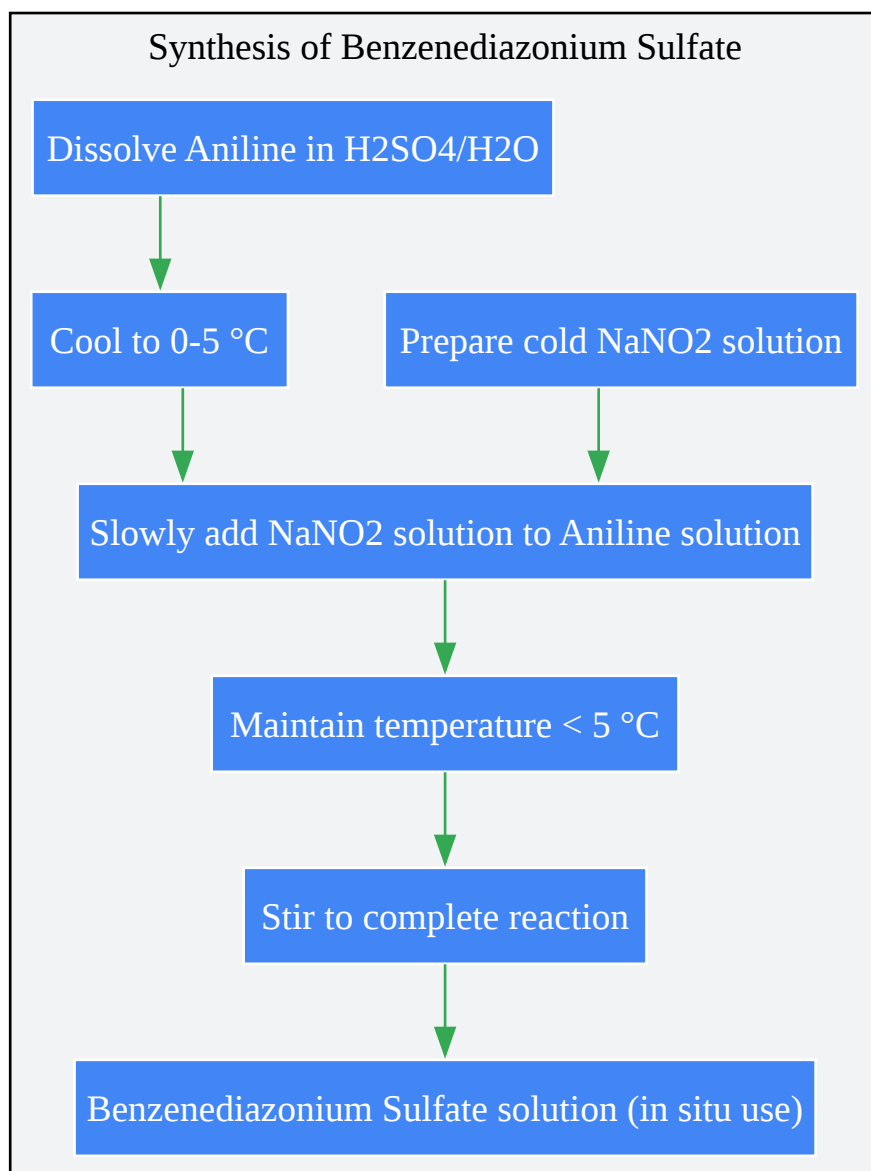 Synthesis of Benzenediazonium Sulfate
Dissolve Aniline in H2SO4/H2O
Cool to 0-5 °C
Prepare cold NaNO2 solution
Slowly add NaNO2 solution to Aniline solution
Maintain temperature < 5 °C
Stir to complete reaction
Benzenediazonium Sulfate solution (in situ use)